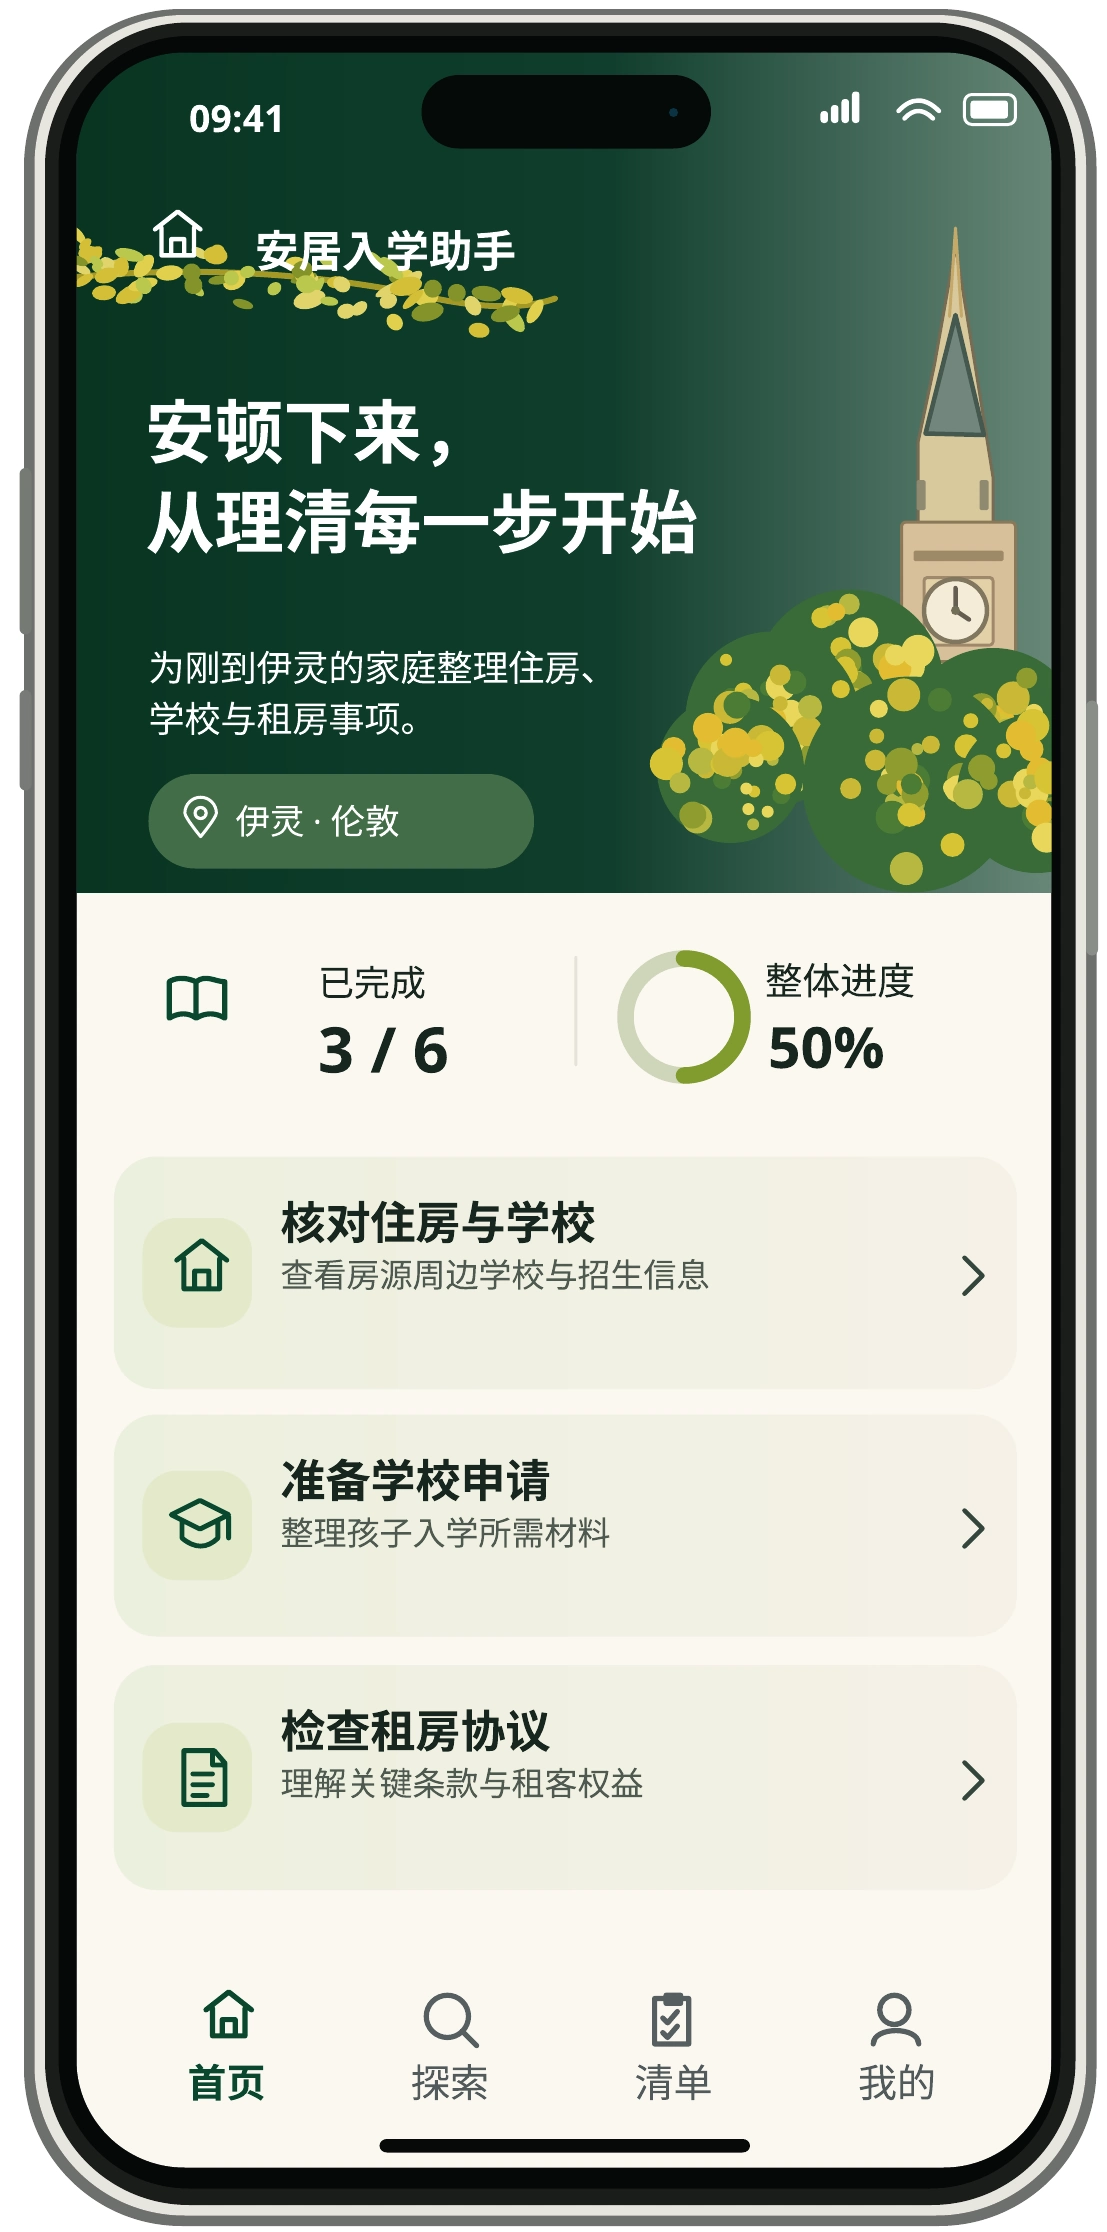 09:41
安居入学助手
安顿下来，
从理清每一步开始
为刚到伊灵的家庭整理住房、
学校与租房事项。
伊灵 · 伦敦
已完成
3 / 6
整体进度
50%
核对住房与学校
查看房源周边学校与招生信息
准备学校申请
整理孩子入学所需材料
检查租房协议
理解关键条款与租客权益
首页
探索
清单
我的